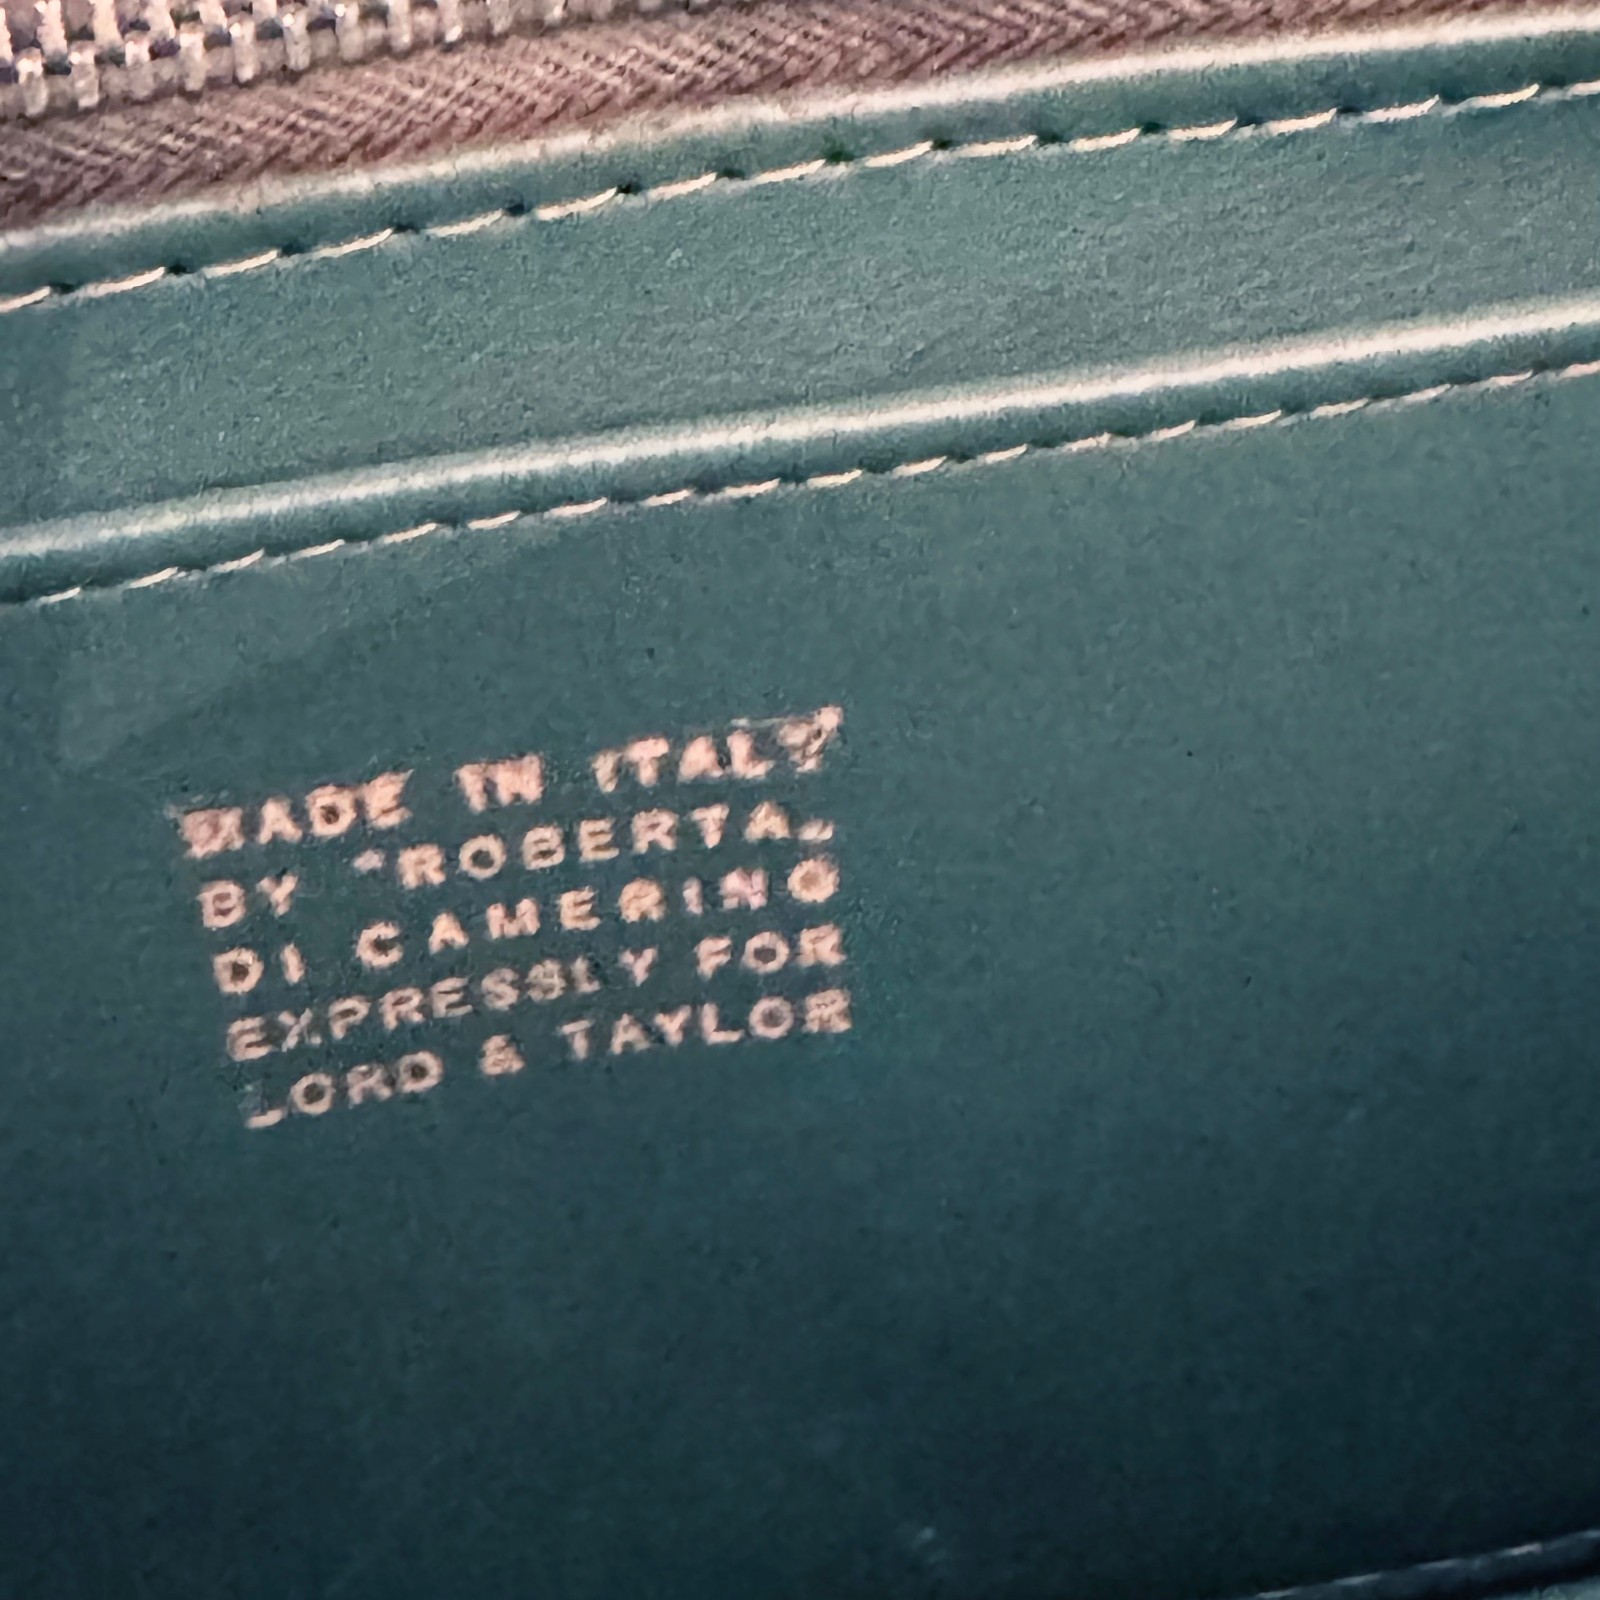 MADE IN ITALY
BY "ROBERTA"
DI CAMERINO
EXPRESSLY FOR
LORD & TAYLOR